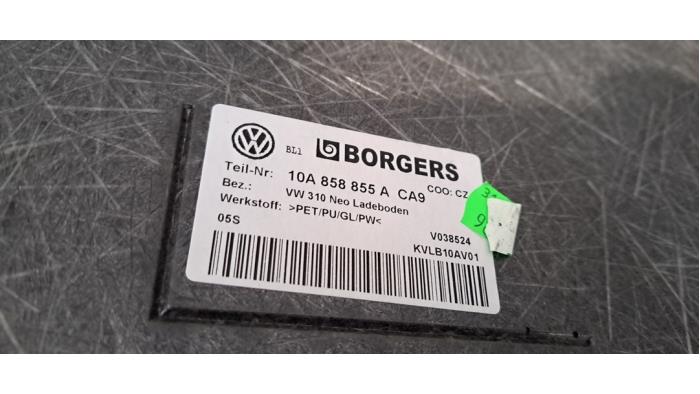 BL1 BORGERS
Teil-Nr: 10A 858 855 A CA9 COO: CZ
Bez.: VW 310 Neo Ladeboden
Werkstoff: >PET/PU/GL/PW<
05S V038524
KVLB10AV01